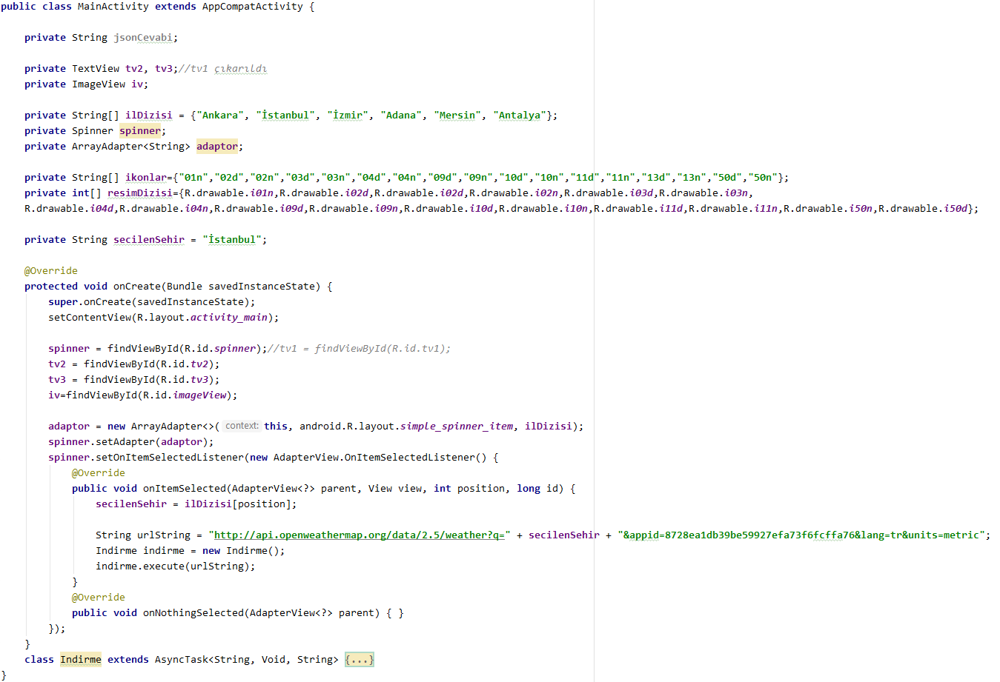 public class MainActivity extends AppCompatActivity {
private String jsonCevabi;
private TextView tv2, tv3;//tv1 çıkarıldı
private ImageView iv;
private String[] ilDizisi = {"Ankara", "İstanbul", "İzmir", "Adana", "Mersin", "Antalya"};
private Spinner spinner;
private ArrayAdapter<String> adaptor;
private String[] ikonlar={"01n","02d","02n","03d","03n","04d","04n","09d","09n","10d","10n","11d","11n","13d","13n","50d","50n"};
private int[] resimDizisi={R.drawable.i01n,R.drawable.i02d,R.drawable.i02d,R.drawable.i02n,R.drawable.i03d,R.drawable.i03n,
R.drawable.i04d,R.drawable.i04n,R.drawable.i09d,R.drawable.i09n,R.drawable.i10d,R.drawable.i10n,R.drawable.i11d,R.drawable.i11n,R.drawable.i50n,R.drawable.i50d};
private String secilenSehir = "İstanbul";
@Override
protected void onCreate(Bundle savedInstanceState) {
super.onCreate(savedInstanceState);
setContentView(R.layout.activity_main);
spinner = findViewById(R.id.spinner);//tv1 = findViewById(R.id.tv1);
tv2 = findViewById(R.id.tv2);
tv3 = findViewById(R.id.tv3);
iv=findViewById(R.id.imageView);
adaptor = new ArrayAdapter<>( context: this, android.R.layout.simple_spinner_item, ilDizisi);
spinner.setAdapter(adaptor);
spinner.setOnItemSelectedListener(new AdapterView.OnItemSelectedListener() {
@Override
public void onItemSelected(AdapterView<?> parent, View view, int position, long id) {
secilenSehir = ilDizisi[position];
String urlString = "http://api.openweathermap.org/data/2.5/weather?q=" + secilenSehir + "&appid=8728ea1db39be59927efa73f6fcffa76&lang=tr&units=metric";
Indirme indirme = new Indirme();
indirme.execute(urlString);
}
@Override
public void onNothingSelected(AdapterView<?> parent) { }
});
}
class Indirme extends AsyncTask<String, Void, String> {...}
}